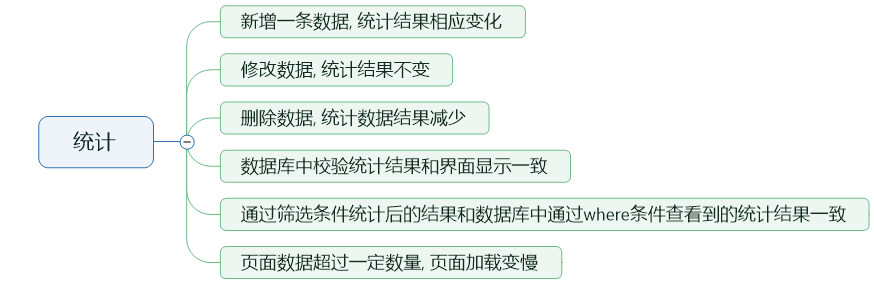 统计
新增一条数据, 统计结果相应变化
修改数据, 统计结果不变
删除数据, 统计数据结果减少
数据库中校验统计结果和界面显示一致
通过筛选条件统计后的结果和数据库中通过where条件查看到的统计结果一致
页面数据超过一定数量, 页面加载变慢